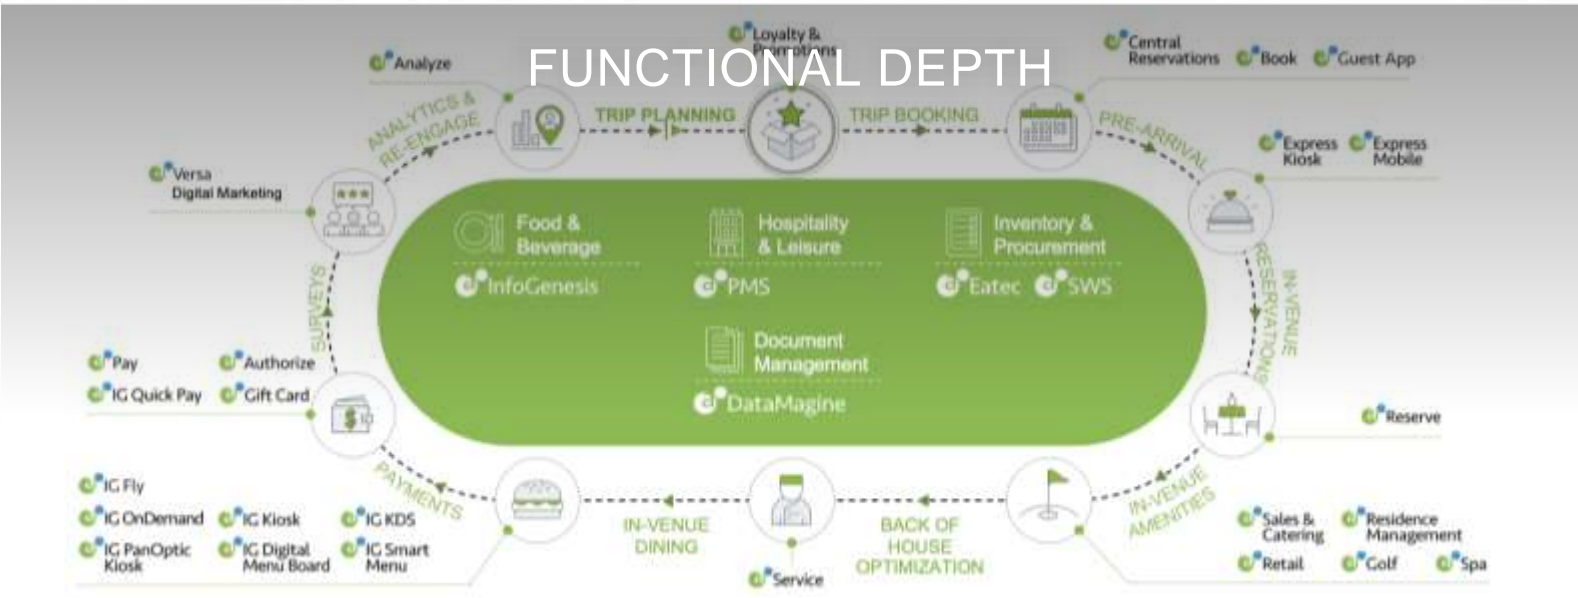 FUNCTIONAL DEPTH
Loyalty &
Promotions
Analyze
Central
Reservations
Book
Guest App
ANALYTICS &
RE-ENGAGE
TRIP PLANNING
TRIP BOOKING
PRE-ARRIVAL
Express
Kiosk
Express
Mobile
Versa
Digital Marketing
Food &
Beverage
InfoGenesis
Hospitality
& Leisure
PMS
Inventory &
Procurement
Eatec
SWS
Document
Management
DataMagine
SURVEYS
IN-VENUE
RESERVATIONS
Pay
Authorize
IG Quick Pay
Gift Card
Reserve
PAYMENTS
IN-VENUE
AMENITIES
IG Fly
IG OnDemand
IG Kiosk
IG KDS
IG PanOptic
Kiosk
IG Digital
Menu Board
IG Smart
Menu
IN-VENUE
DINING
Service
BACK OF
HOUSE
OPTIMIZATION
Sales &
Catering
Residence
Management
Retail
Golf
Spa